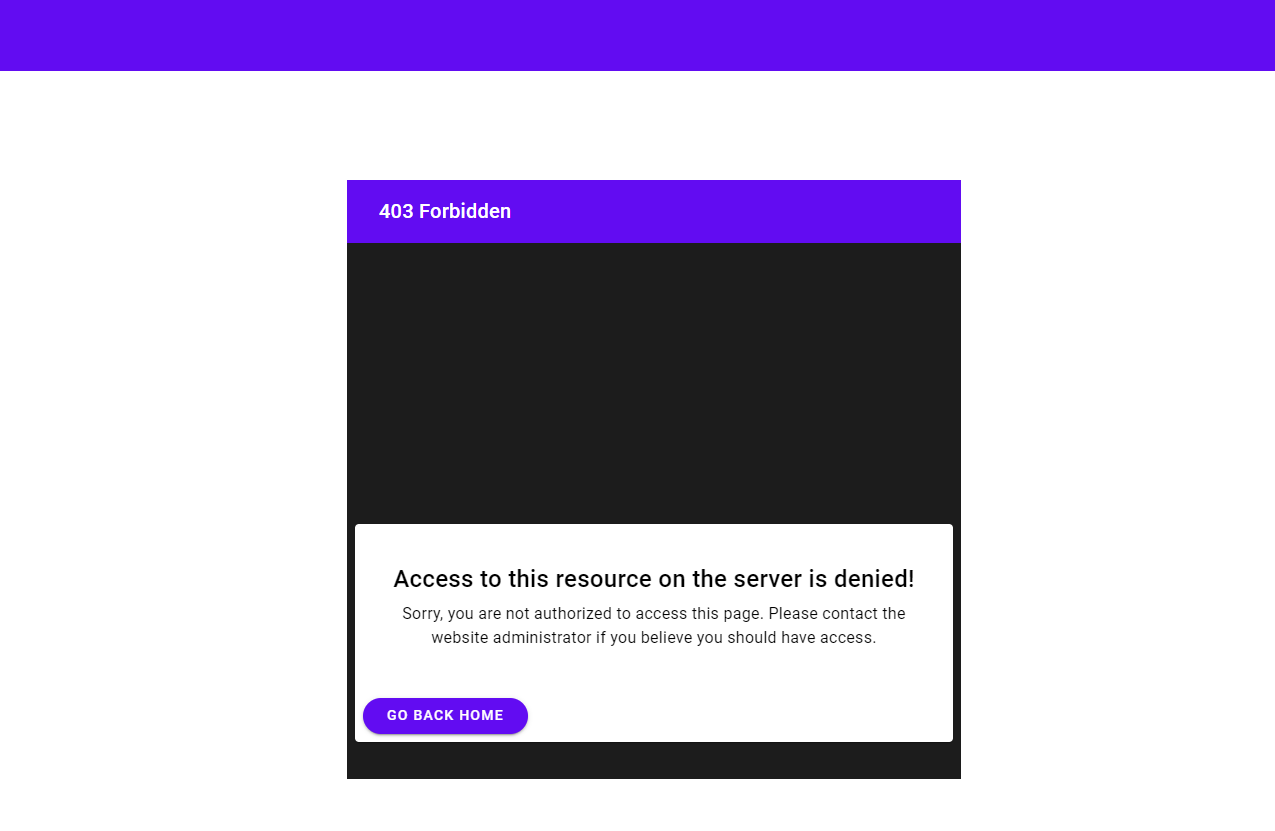 403 Forbidden
Access to this resource on the server is denied!
Sorry, you are not authorized to access this page. Please contact the
website administrator if you believe you should have access.
GO BACK HOME